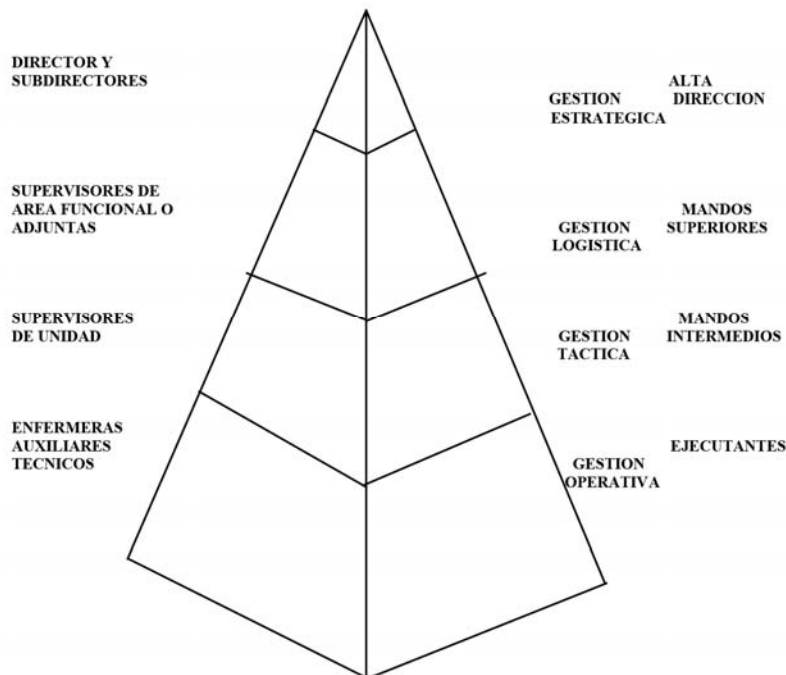 DIRECTOR Y
SUBDIRECTORES
ALTA
GESTION DIRECCION
ESTRATEGICA
SUPERVISORES DE
AREA FUNCIONAL O
ADJUNTAS
MANDOS
GESTION SUPERIORES
LOGISTICA
SUPERVISORES
DE UNIDAD
MANDOS
GESTION INTERMEDIOS
TACTICA
ENFERMERAS
AUXILIARES
TECNICOS
EJECUTANTES
GESTION
OPERATIVA